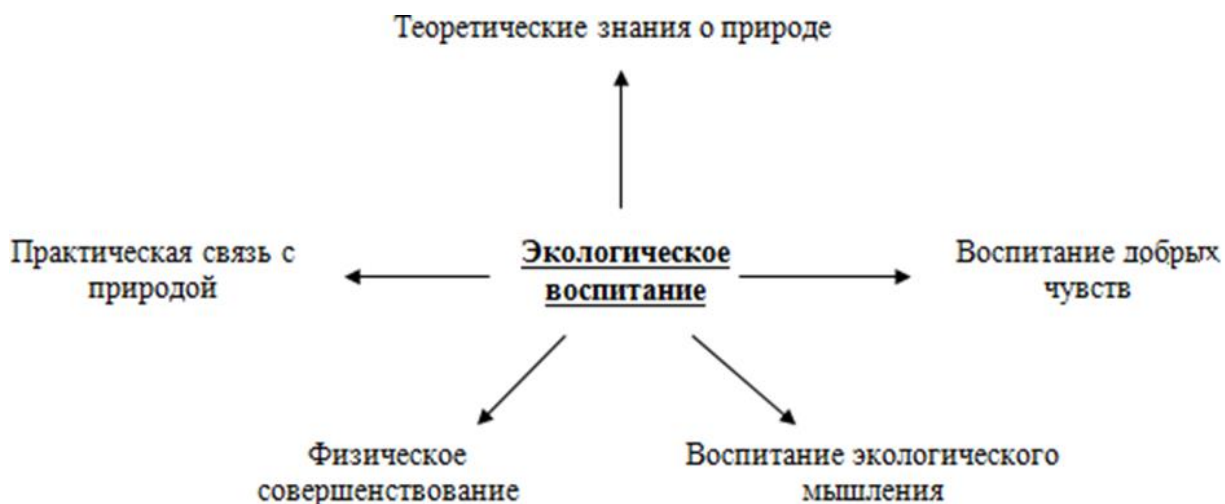 Теоретические знания о природе
Практическая связь с
природой
Экологическое
воспитание
Воспитание добрых
чувств
Физическое
совершенствование
Воспитание экологического
мышления